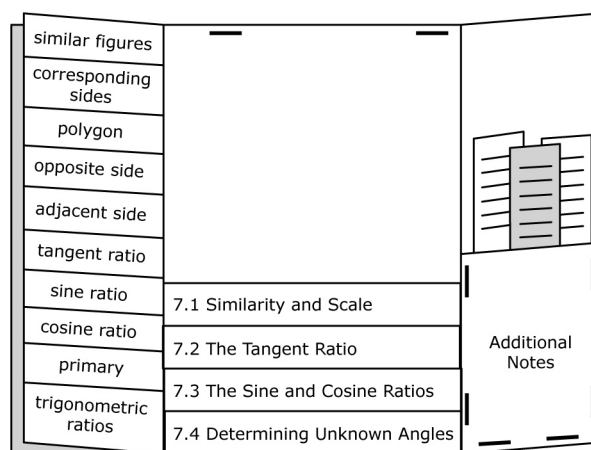 similar figures
corresponding
sides
polygon
opposite side
adjacent side
tangent ratio
sine ratio
cosine ratio
primary
trigonometric
ratios
7.1 Similarity and Scale
7.2 The Tangent Ratio
7.3 The Sine and Cosine Ratios
7.4 Determining Unknown Angles
Additional
Notes